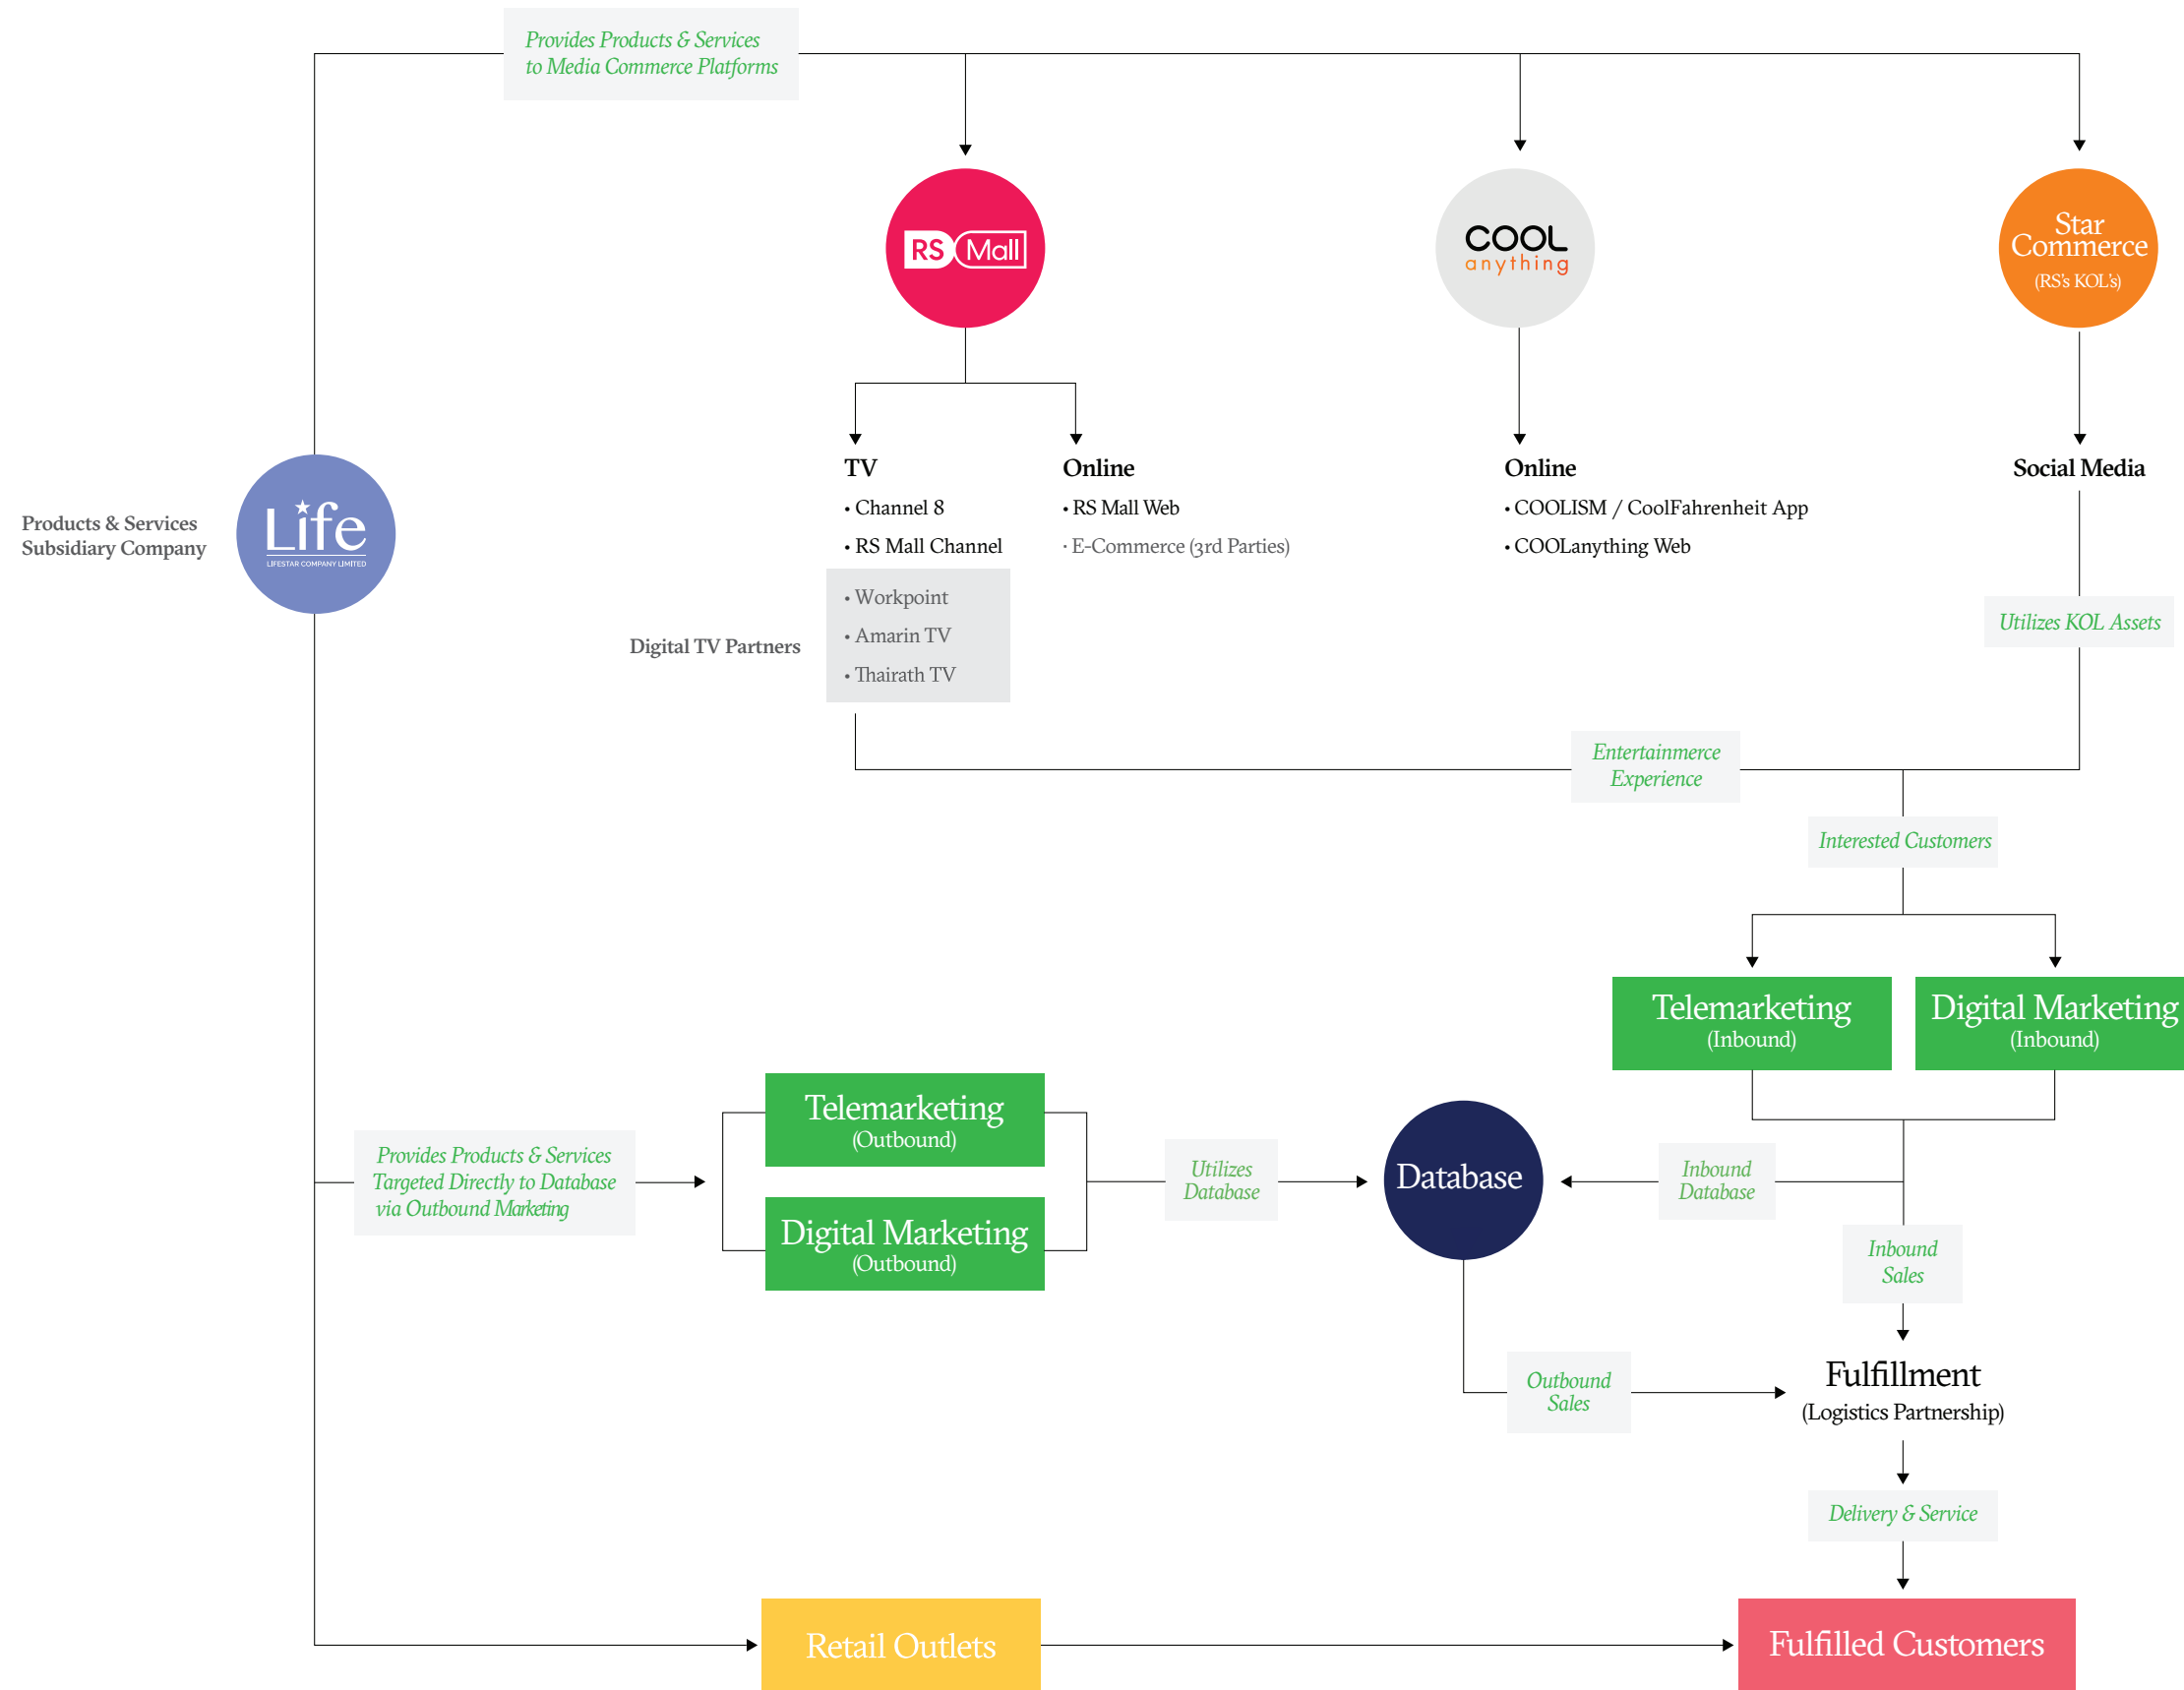 Provides Products & Services
to Media Commerce Platforms
RS Mall
COOL
anything
Star
Commerce
(RS's KOL's)
TV
• Channel 8
• RS Mall Channel
• Workpoint
• Amarin TV
• Thairath TV
Digital TV Partners
Online
• RS Mall Web
• E-Commerce (3rd Parties)
Online
• COOLISM / CoolFahrenheit App
• COOLanything Web
Social Media
Utilizes KOL Assets
Products & Services
Subsidiary Company
Life
LIFESTAR COMPANY LIMITED
Entertainmerce
Experience
Interested Customers
Telemarketing
(Inbound)
Digital Marketing
(Inbound)
Provides Products & Services
Targeted Directly to Database
via Outbound Marketing
Telemarketing
(Outbound)
Digital Marketing
(Outbound)
Utilizes
Database
Database
Inbound
Database
Inbound
Sales
Outbound
Sales
Fulfillment
(Logistics Partnership)
Delivery & Service
Retail Outlets
Fulfilled Customers